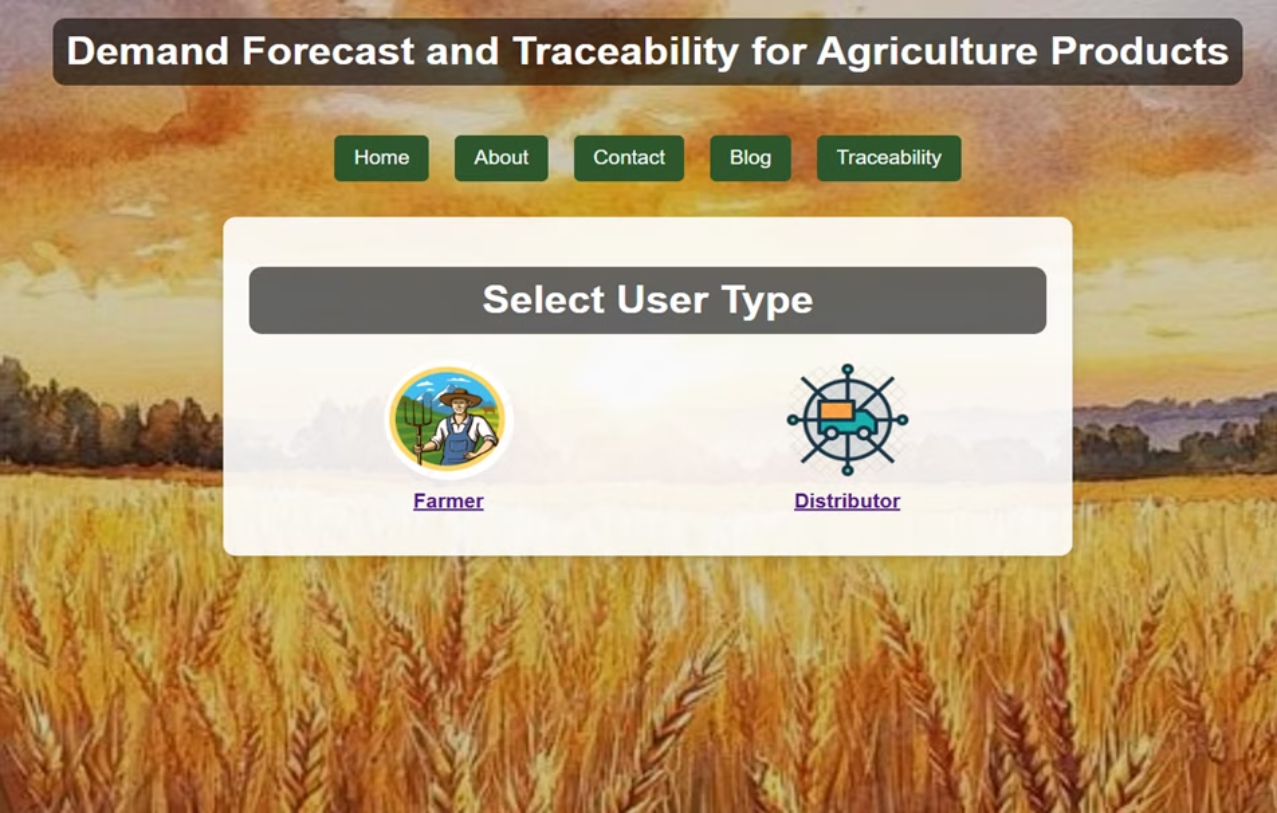 Demand Forecast and Traceability for Agriculture Products
Home About Contact Blog Traceability
Select User Type
Farmer Distributor